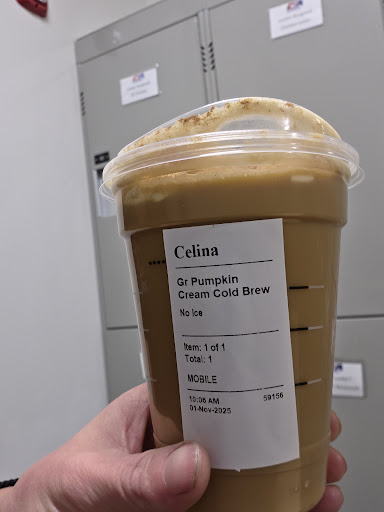 Celina
Gr Pumpkin
Cream Cold Brew
No Ice
Item: 1 of 1
Total: 1
MOBILE
10:06 AM 59156
01-Nov-2025